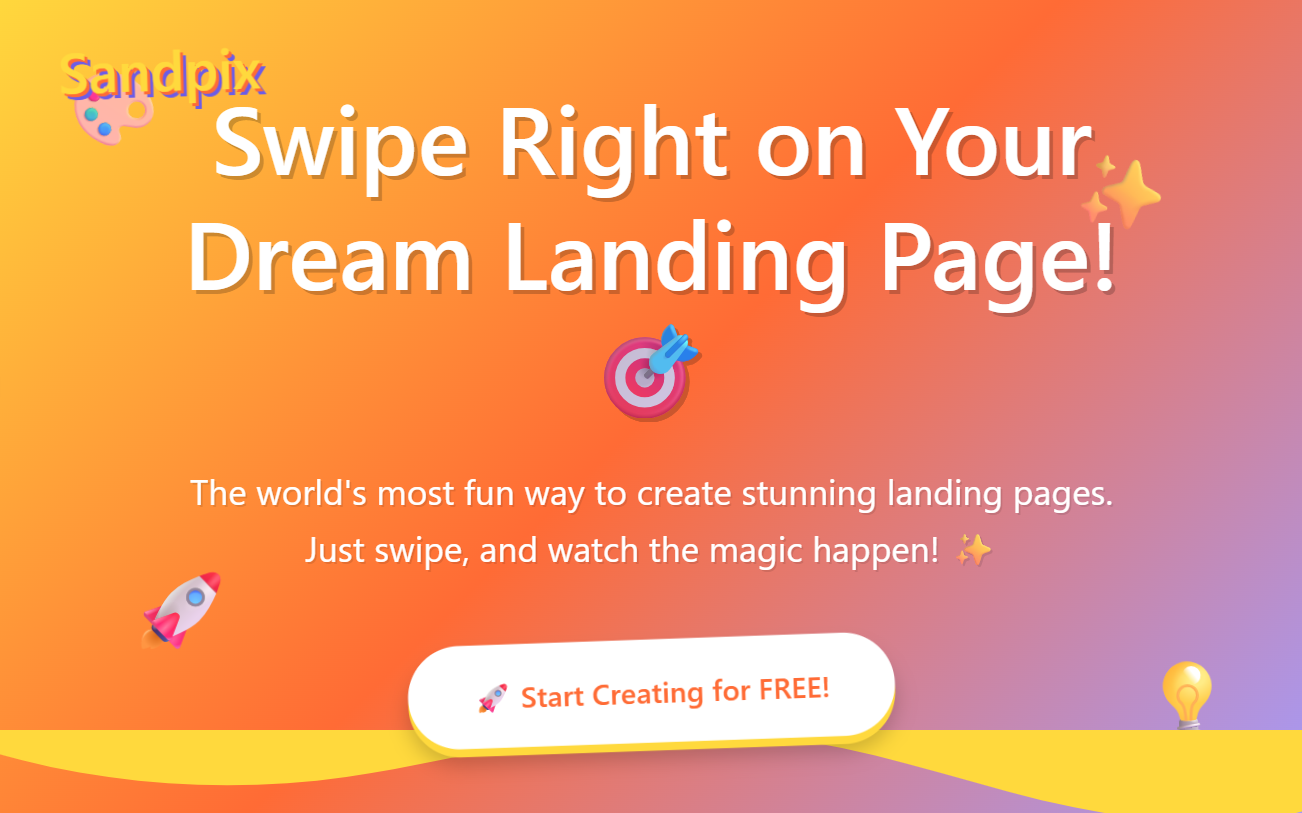 Sandpix
Swipe Right on Your
Dream Landing Page!
The world's most fun way to create stunning landing pages.
Just swipe, and watch the magic happen! ✨
🚀 Start Creating for FREE!